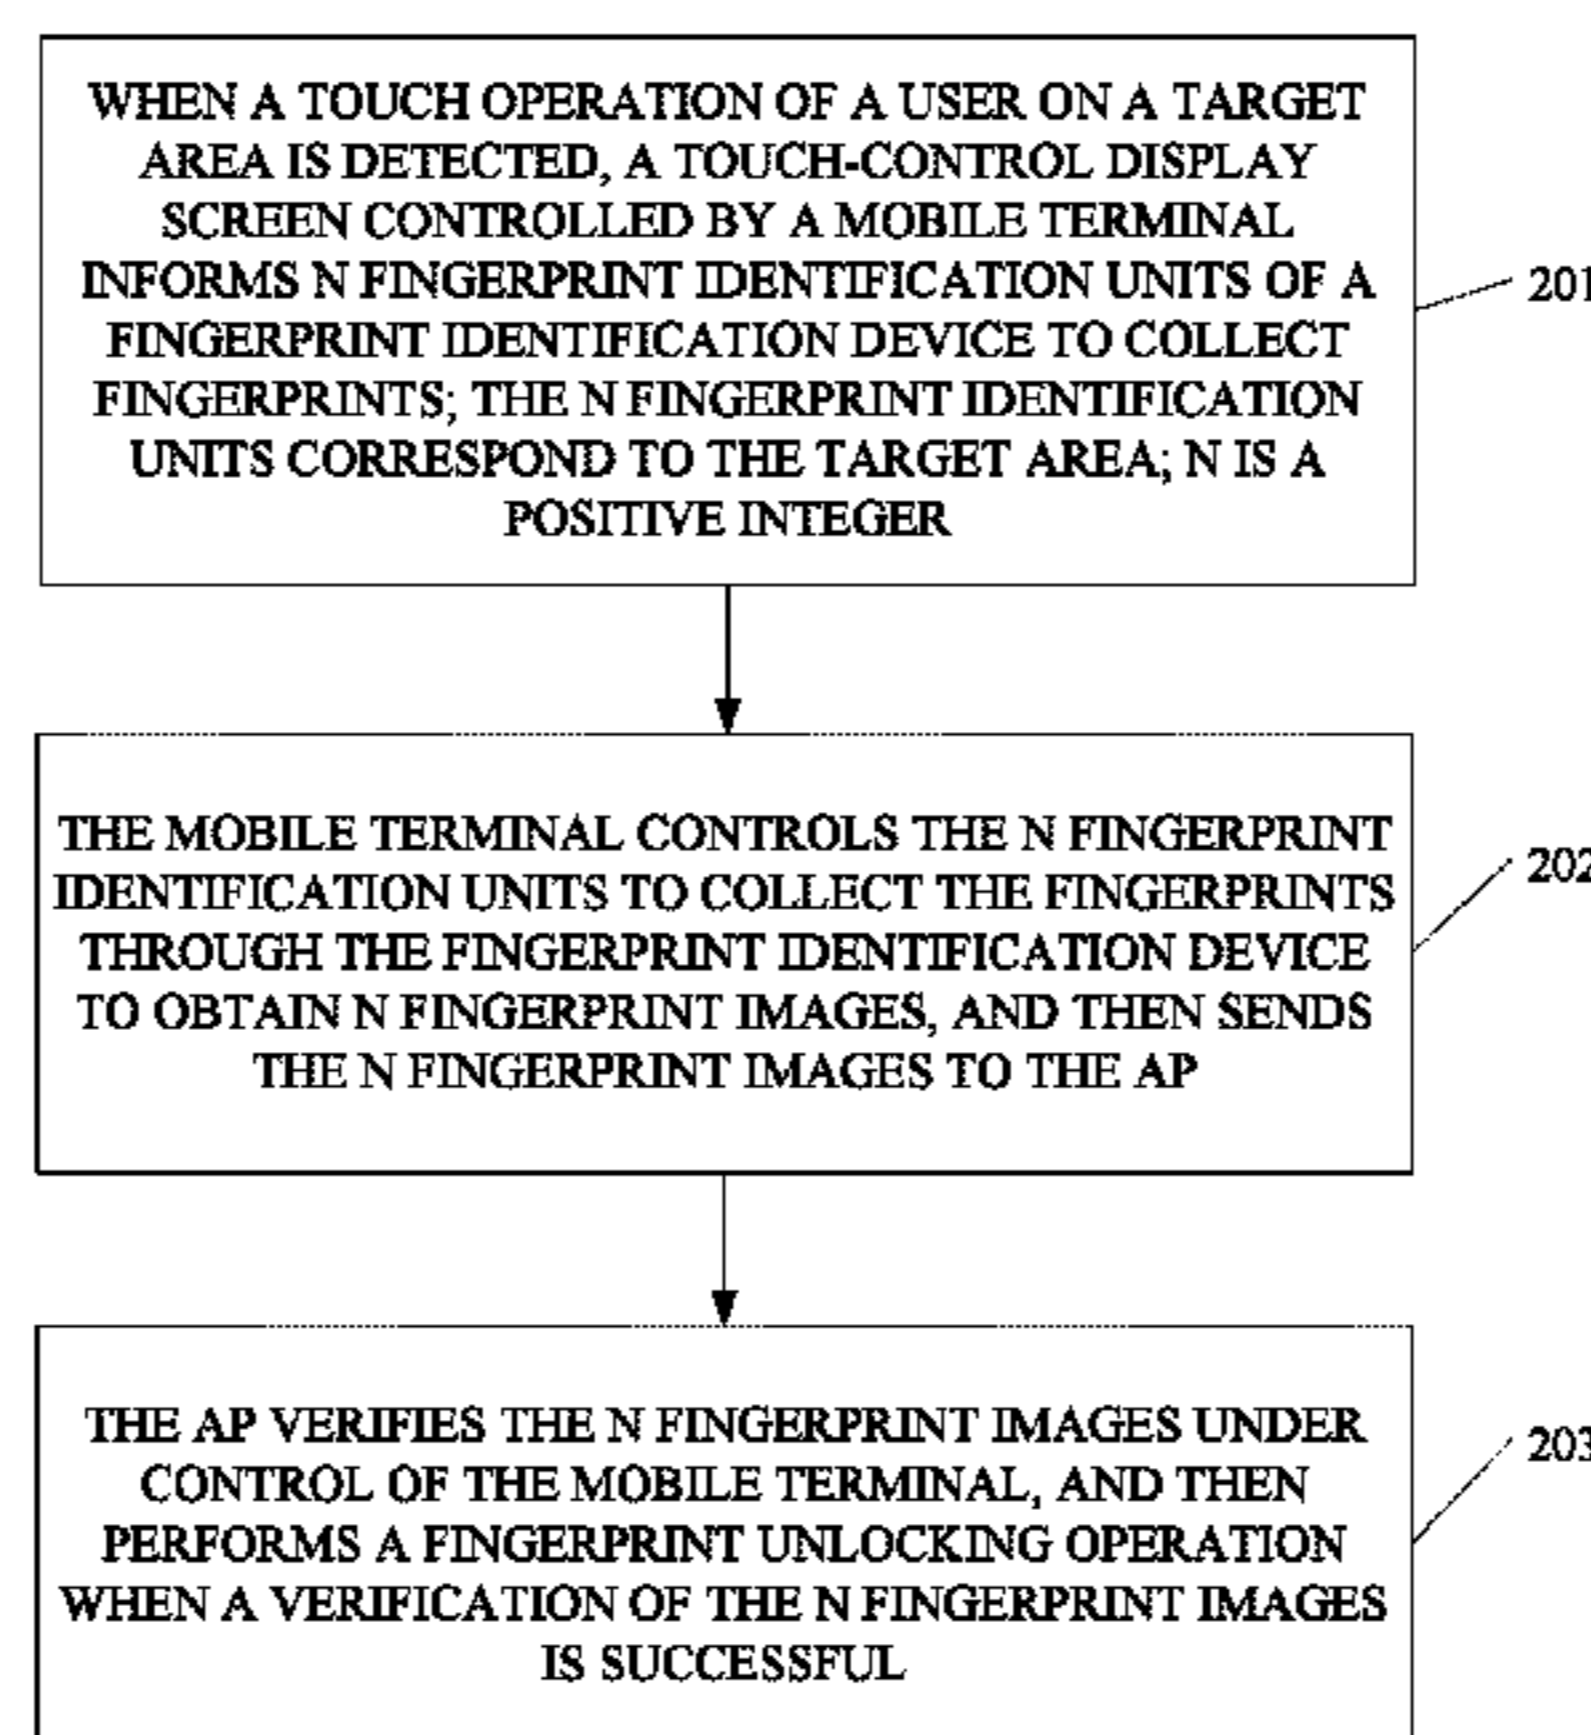 WHEN A TOUCH OPERATION OF A USER ON A TARGET
AREA IS DETECTED, A TOUCH-CONTROL DISPLAY
SCREEN CONTROLLED BY A MOBILE TERMINAL
INFORMS N FINGERPRINT IDENTIFICATION UNITS OF A
FINGERPRINT IDENTIFICATION DEVICE TO COLLECT
FINGERPRINTS; THE N FINGERPRINT IDENTIFICATION
UNITS CORRESPOND TO THE TARGET AREA; N IS A
POSITIVE INTEGER
201
THE MOBILE TERMINAL CONTROLS THE N FINGERPRINT
IDENTIFICATION UNITS TO COLLECT THE FINGERPRINTS
THROUGH THE FINGERPRINT IDENTIFICATION DEVICE
TO OBTAIN N FINGERPRINT IMAGES, AND THEN SENDS
THE N FINGERPRINT IMAGES TO THE AP
202
THE AP VERIFIES THE N FINGERPRINT IMAGES UNDER
CONTROL OF THE MOBILE TERMINAL, AND THEN
PERFORMS A FINGERPRINT UNLOCKING OPERATION
WHEN A VERIFICATION OF THE N FINGERPRINT IMAGES
IS SUCCESSFUL
203